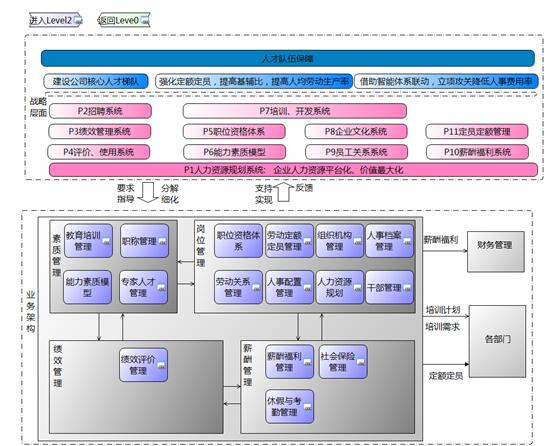 进入Level2
返回Leve0
人才队伍保障
建设公司核心人才梯队
强化定额定员，提高基辅比，提高人均劳动生产率
借助智能体系联动，立项攻关降低人事费用率
战略
层面
P2招聘系统
P7培训、开发系统
P3绩效管理系统
P5职位资格体系
P8企业文化系统
P11定员定额管理
P4评价、使用系统
P6能力素质模型
P9员工关系系统
P10薪酬福利系统
P1人力资源规划系统: 企业人力资源平台化、价值最大化
要求
指导
分解
细化
支持
实现
反馈
业务架构
素质管理
教育培训
管理
职称管理
能力素质模
型
专家人才
管理
岗位管理
职位资格体
系
劳动定额
定员管理
组织机构
管理
人事档案
管理
劳动关系
管理
人事配置
管理
人力资源
规划
干部管理
绩效管理
绩效评价
管理
薪酬管理
薪酬福利
管理
社会保险
管理
休假与考
勤管理
薪酬福利
财务管理
培训计划
培训需求
各部门
定额定员